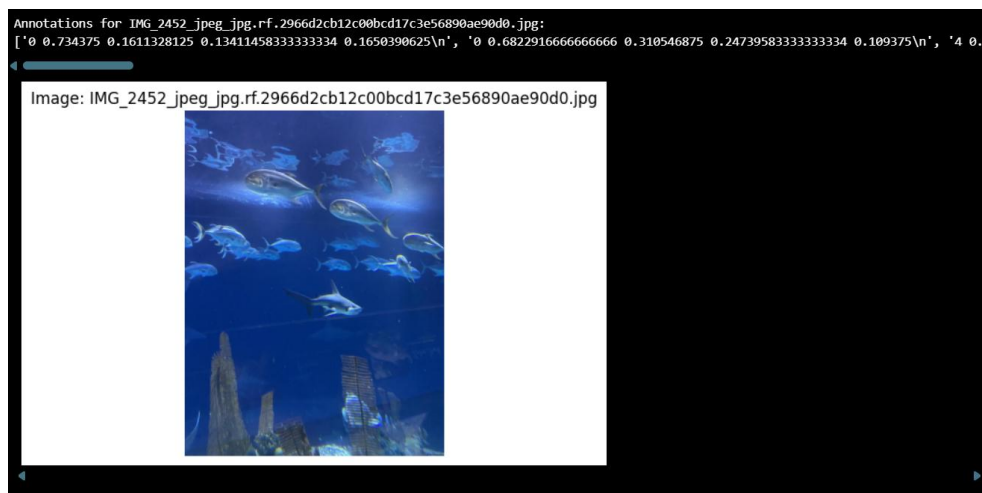 Annotations for IMG_2452_jpeg_jpg.rf.2966d2cb12c00bcd17c3e56890ae90d0.jpg:
['0 0.734375 0.1611328125 0.13411458333333334 0.1650390625\n', '0 0.6822916666666666 0.310546875 0.24739583333333334 0.109375\n', '4 0.
Image: IMG_2452_jpeg_jpg.rf.2966d2cb12c00bcd17c3e56890ae90d0.jpg